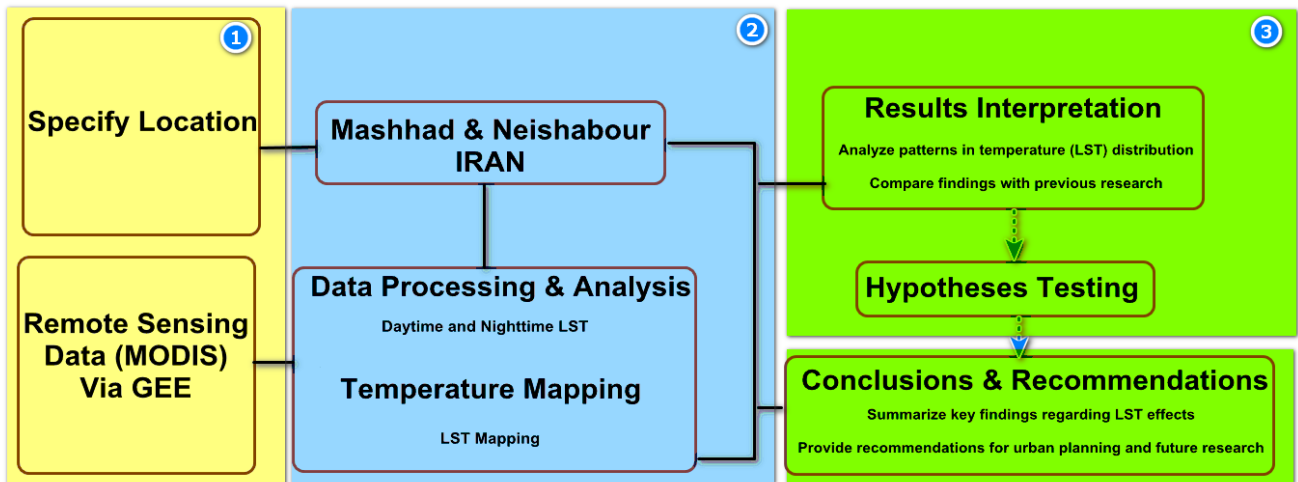 1
Specify Location
Remote Sensing
Data (MODIS)
Via GEE
2
Mashhad & Neishabour
IRAN
Data Processing & Analysis
Daytime and Nighttime LST
Temperature Mapping
LST Mapping
3
Results Interpretation
Analyze patterns in temperature (LST) distribution
Compare findings with previous research
Hypotheses Testing
Conclusions & Recommendations
Summarize key findings regarding LST effects
Provide recommendations for urban planning and future research